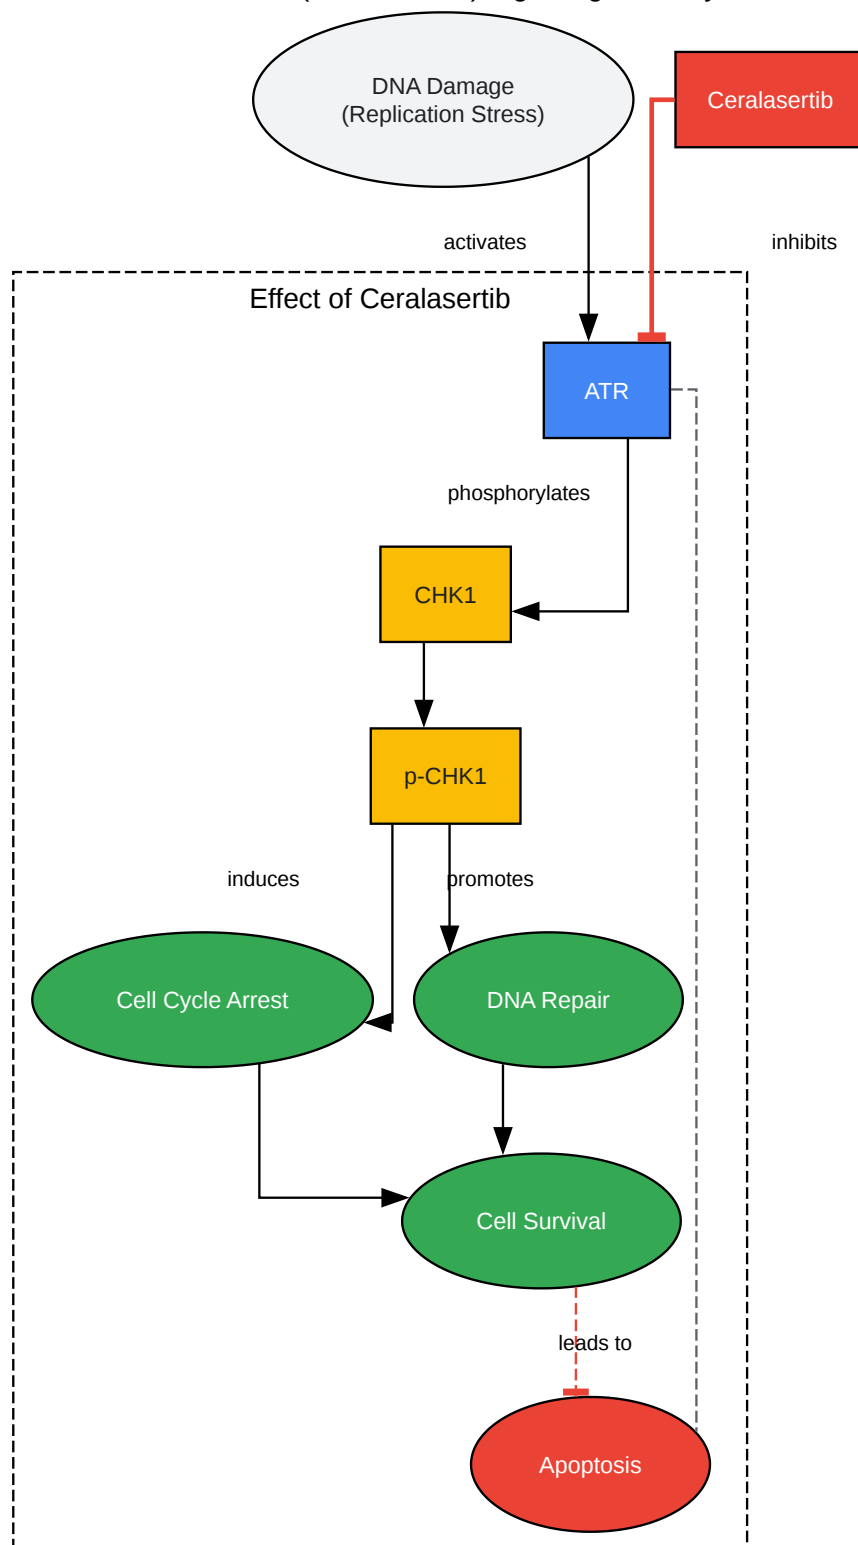 DNA Damage
(Replication Stress)
Ceralasertib
activates
inhibits
Effect of Ceralasertib
ATR
phosphorylates
CHK1
p-CHK1
induces
promotes
Cell Cycle Arrest
DNA Repair
Cell Survival
leads to
Apoptosis